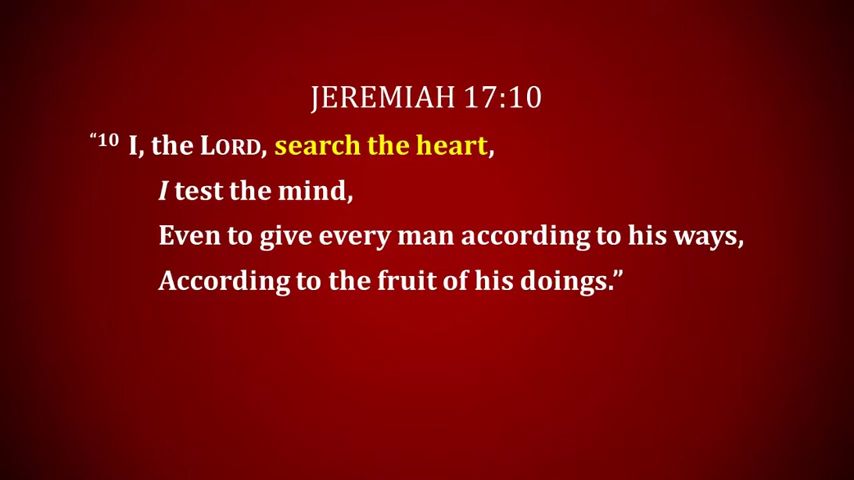 JEREMIAH 17:10
“10 I, the LORD, search the heart,
I test the mind,
Even to give every man according to his ways,
According to the fruit of his doings.”